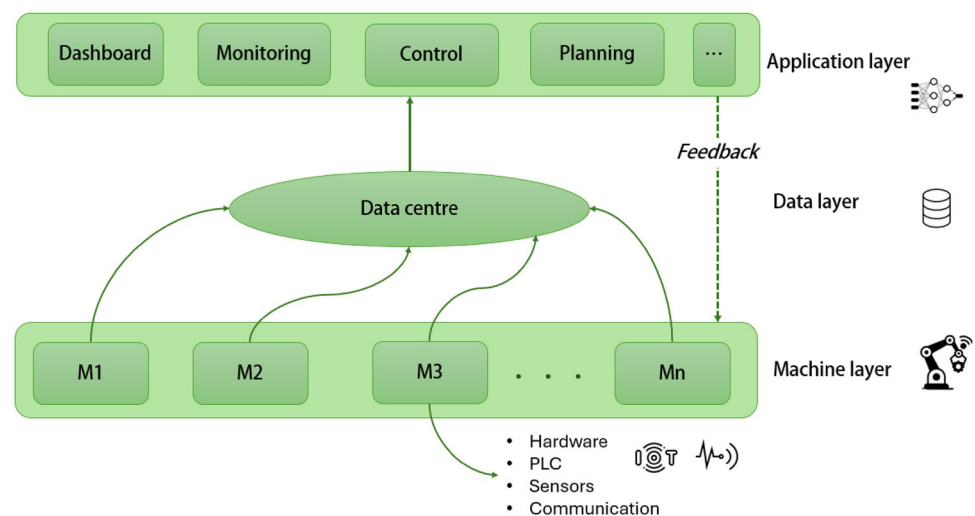 Dashboard
Monitoring
Control
Planning
...
Application layer
Feedback
Data centre
Data layer
M1
M2
M3
. . .
Mn
Machine layer
• Hardware
• PLC
• Sensors
• Communication
IOT